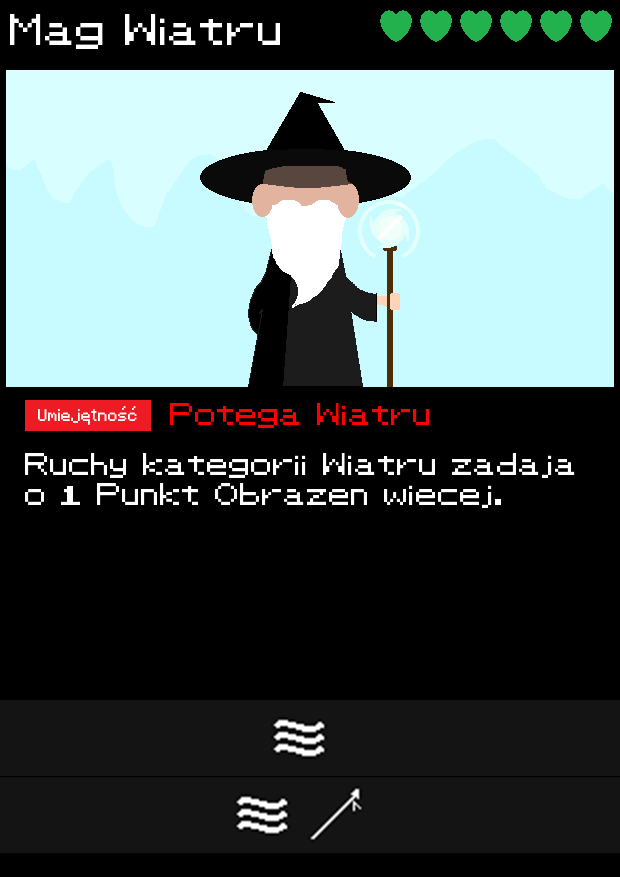 Mag Wiatru
Umiejętność Potega Wiatru
Ruchy kategorii Wiatru zadaja
o 1 Punkt Obrazen wiecej.